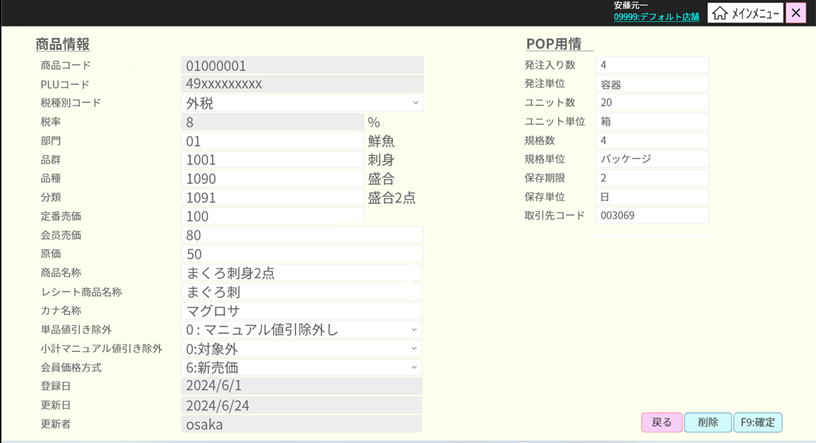 安藤元一
09999:デフォルト店舗
メインメニュー
商品情報
商品コード 01000001
PLUコード 49xxxxxxxxx
税種別コード 外税
税率 8 %
部門 01 鮮魚
品群 1001 刺身
品種 1090 盛合
分類 1091 盛合2点
定番売価 100
会員売価 80
原価 50
商品名称 まくろ刺身2点
レシート商品名称 まぐろ刺
カナ名称 マグロサ
単品値引き除外 0 : マニュアル値引除外し
小計マニュアル値引き除外 0:対象外
会員価格方式 6:新売価
登録日 2024/6/1
更新日 2024/6/24
更新者 osaka
POP用情
発注入り数 4
発注単位 容器
ユニット数 20
ユニット単位 箱
規格数 4
規格単位 パッケージ
保存期限 2
保存単位 日
取引先コード 003069
戻る 削除 F9:確定